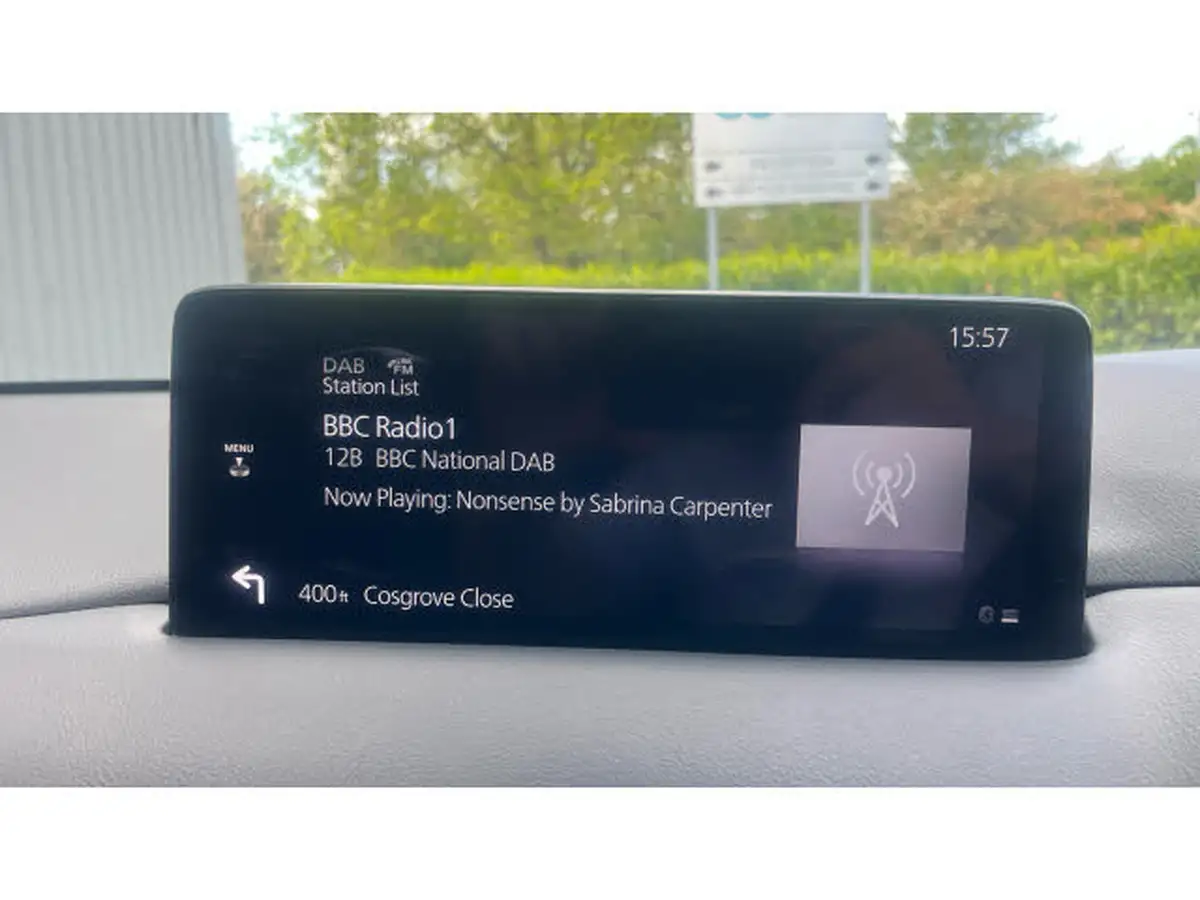 15:57
DAB FM
Station List
BBC Radio1
MENU
12B BBC National DAB
Now Playing: Nonsense by Sabrina Carpenter
400ft Cosgrove Close